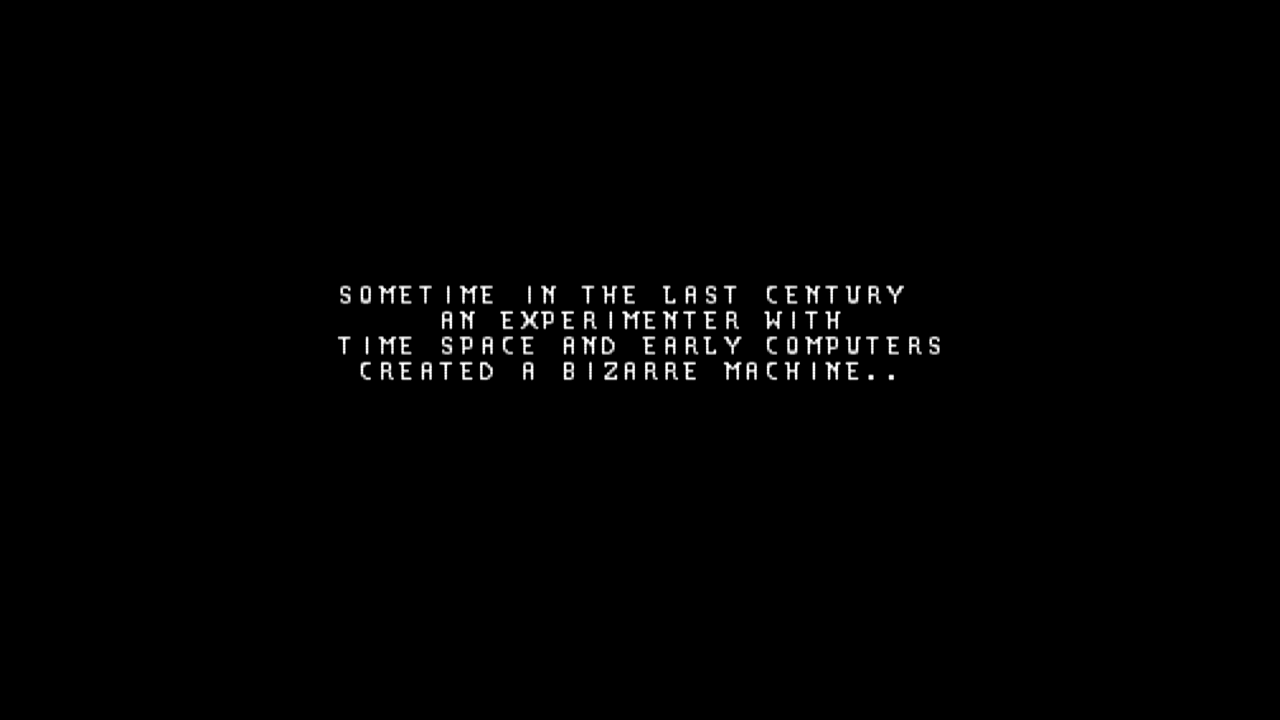 SOMETIME IN THE LAST CENTURY
AN EXPERIMENTER WITH
TIME SPACE AND EARLY COMPUTERS
CREATED A BIZARRE MACHINE..